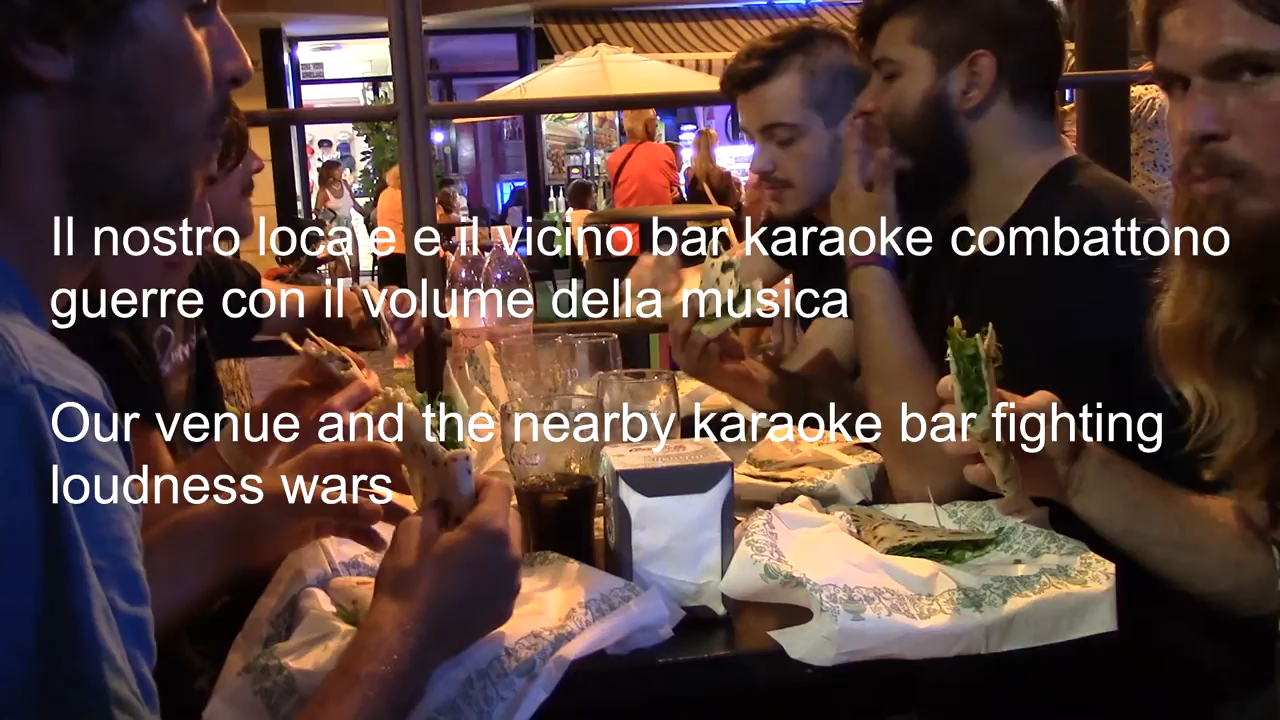 Il nostro locale e il vicino bar karaoke combattono
guerre con il volume della musica
Our venue and the nearby karaoke bar fighting
loudness wars